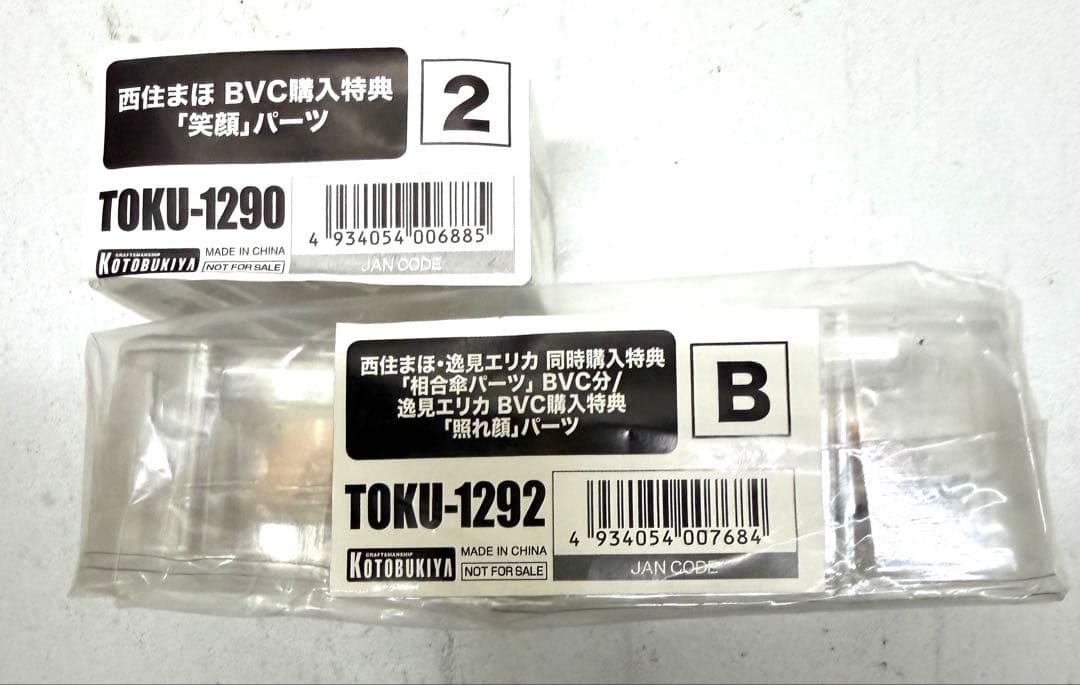 西住まほ BVC購入特典
「笑顔」パーツ
2
TOKU-1290
4 934054 006885
JAN CODE
CRAFTSMANSHIP
KOTOBUKIYA
MADE IN CHINA
NOT FOR SALE
西住まほ・逸見エリカ 同時購入特典
「相合傘パーツ」 BVC分/
逸見エリカ BVC購入特典
「照れ顔」パーツ
B
TOKU-1292
4 934054 007684
JAN CODE
CRAFTSMANSHIP
KOTOBUKIYA
MADE IN CHINA
NOT FOR SALE